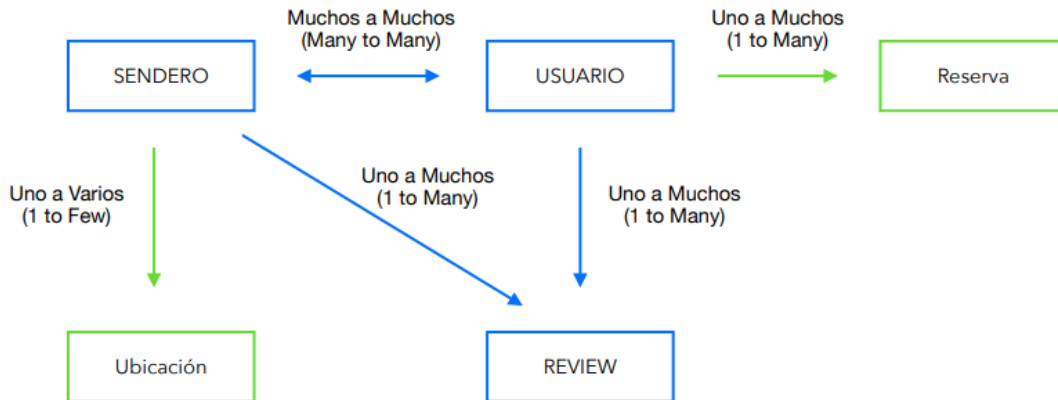 Muchos a Muchos
(Many to Many)
Uno a Muchos
(1 to Many)
SENDERO
USUARIO
Reserva
Uno a Varios
(1 to Few)
Uno a Muchos
(1 to Many)
Uno a Muchos
(1 to Many)
Ubicación
REVIEW